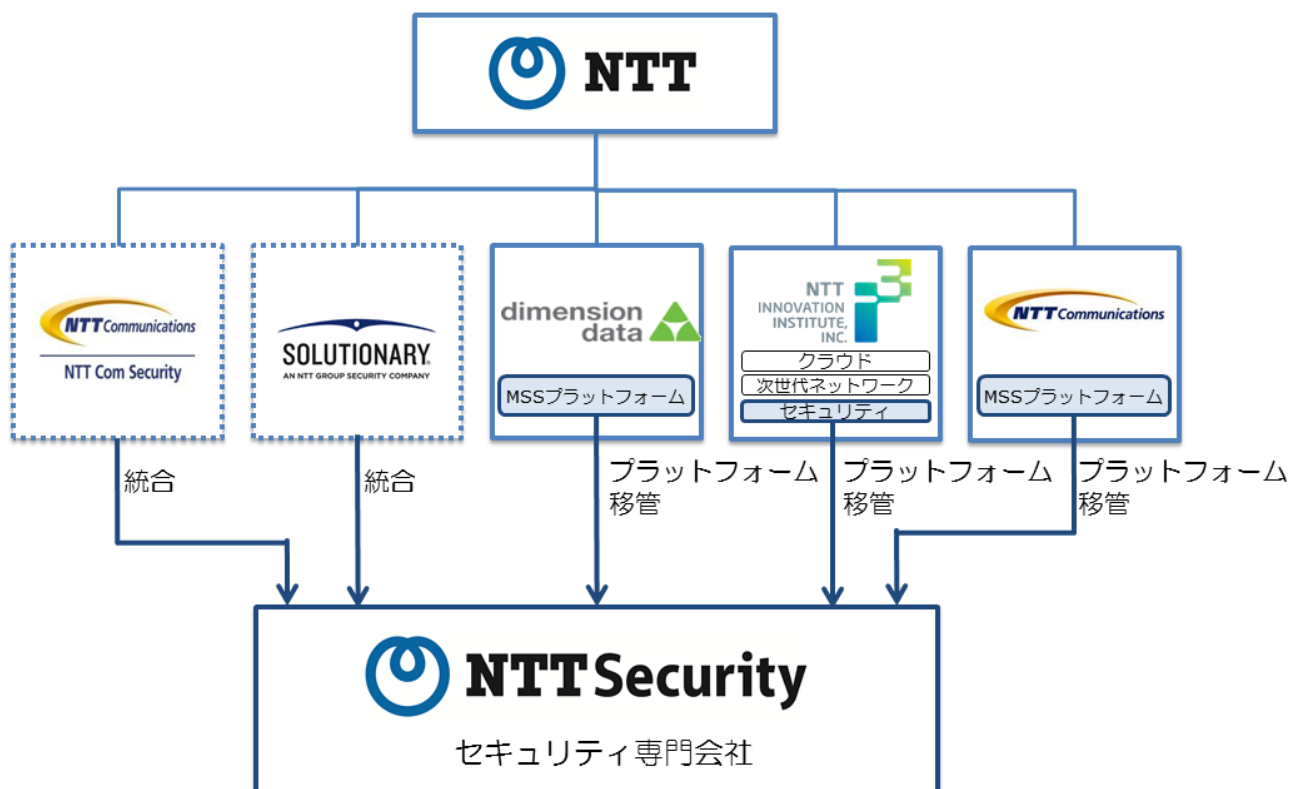 NTT
NTT Communications
NTT Com Security
SOLUTIONARY®
AN NTT GROUP SECURITY COMPANY
dimension
data
MSSプラットフォーム
NTT
INNOVATION
INSTITUTE,
INC.
i3
クラウド
次世代ネットワーク
セキュリティ
NTT Communications
MSSプラットフォーム
統合
統合
プラットフォーム
移管
プラットフォーム
移管
プラットフォーム
移管
NTT Security
セキュリティ専門会社